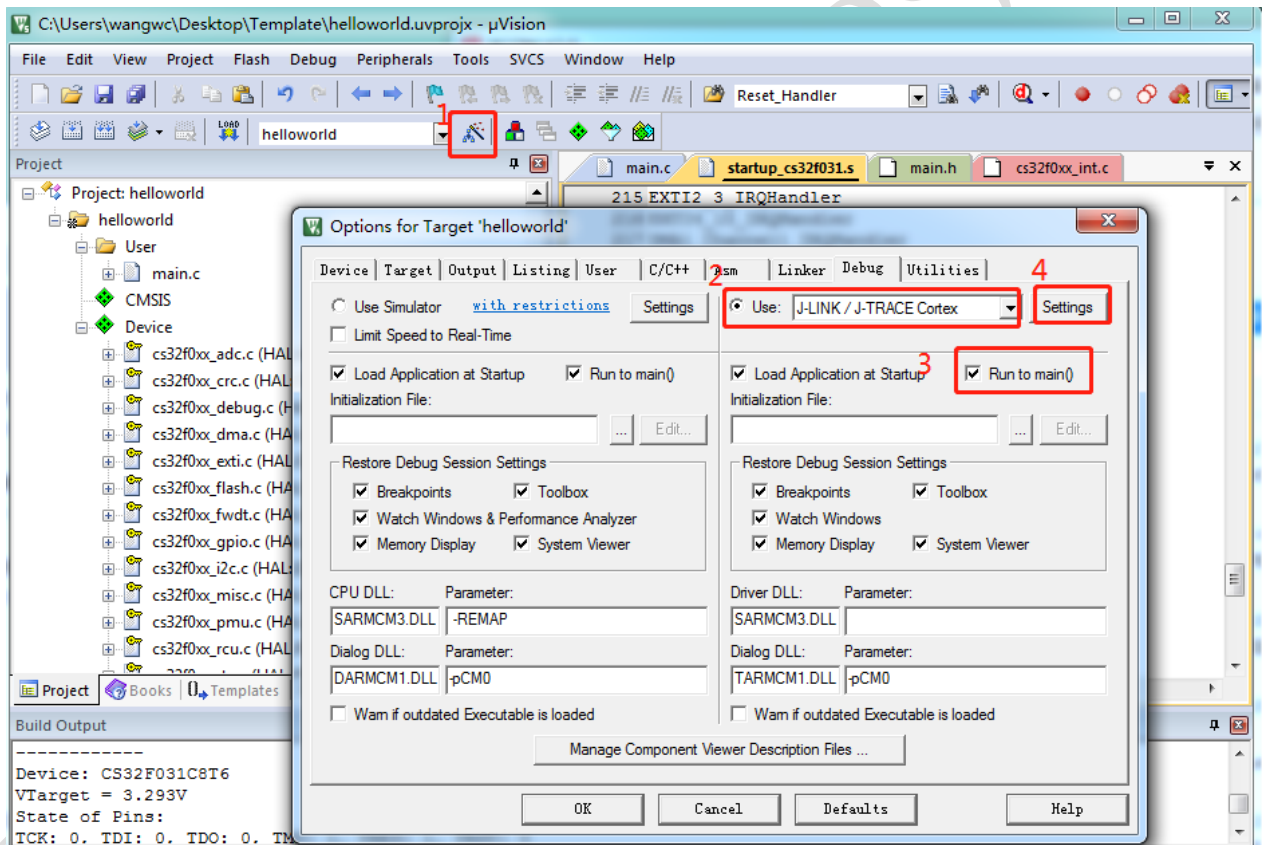 C:\Users\wangwc\Desktop\Template\helloworld.uvprojx - µVision
File Edit View Project Flash Debug Peripherals Tools SVCS Window Help
Reset_Handler
1
LOAD
helloworld
Project
main.c startup_cs32f031.s main.h cs32f0xx_int.c
Project: helloworld
helloworld
User
main.c
CMSIS
Device
cs32f0xx_adc.c (HAL
cs32f0xx_crc.c (HAL
cs32f0xx_debug.c (H
cs32f0xx_dma.c (HA
cs32f0xx_exti.c (HAL
cs32f0xx_flash.c (HA
cs32f0xx_fwdt.c (HA
cs32f0xx_gpio.c (HA
cs32f0xx_i2c.c (HAL:
cs32f0xx_misc.c (HA
cs32f0xx_pmu.c (HA
cs32f0xx_rcu.c (HAL
Project Books Templates
215 EXTI2_3_IRQHandler
Options for Target 'helloworld'
Device Target Output Listing User C/C++ Asm Linker Debug Utilities
2
4
Use Simulator with restrictions Settings
Limit Speed to Real-Time
Use: J-LINK / J-TRACE Cortex Settings
3
Load Application at Startup Run to main()
Initialization File:
... Edit...
Load Application at Startup Run to main()
Initialization File:
... Edit...
Restore Debug Session Settings
Breakpoints Toolbox
Watch Windows & Performance Analyzer
Memory Display System Viewer
Restore Debug Session Settings
Breakpoints Toolbox
Watch Windows
Memory Display System Viewer
CPU DLL: Parameter:
SARMCM3.DLL -REMAP
Dialog DLL: Parameter:
DARMCM1.DLL -pCM0
Driver DLL: Parameter:
SARMCM3.DLL
Dialog DLL: Parameter:
TARMCM1.DLL -pCM0
Warn if outdated Executable is loaded
Warn if outdated Executable is loaded
Manage Component Viewer Description Files ...
OK Cancel Defaults Help
Build Output
------------
Device: CS32F031C8T6
VTarget = 3.293V
State of Pins:
TCK: 0, TDI: 0, TDO: 0,